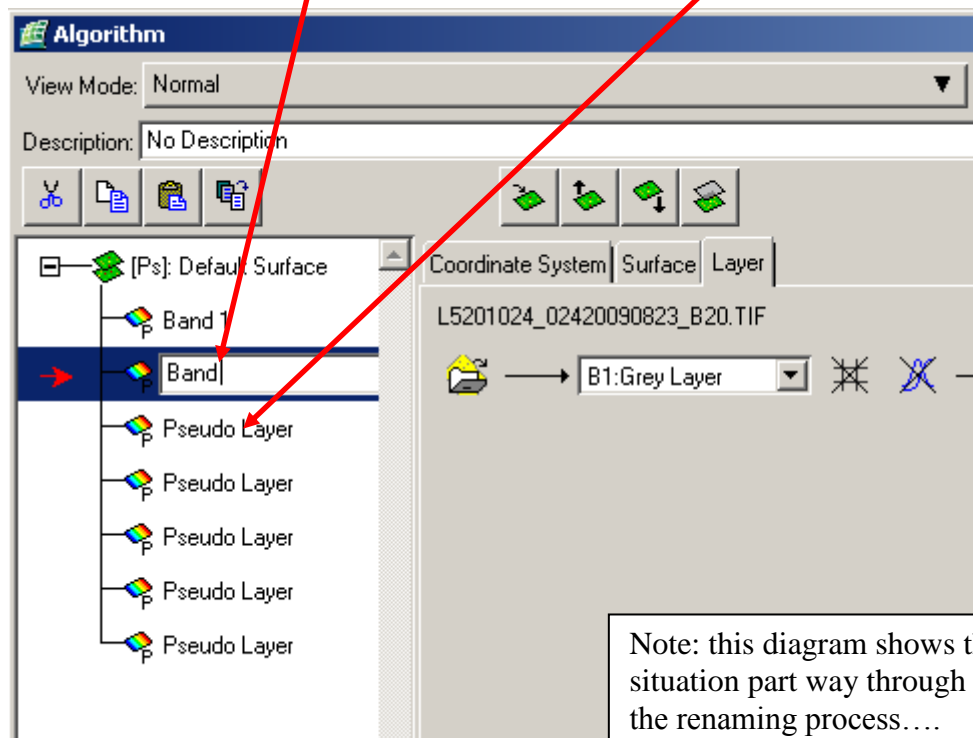 Algorithm
View Mode: Normal
Description: No Description
[Ps]: Default Surface
Band 1
Band
Pseudo Layer
Pseudo Layer
Pseudo Layer
Pseudo Layer
Pseudo Layer
P
P
P
P
P
P
P
Coordinate System Surface Layer
L5201024_02420090823_B20.TIF
B1:Grey Layer
Note: this diagram shows
situation part way through
the renaming process….